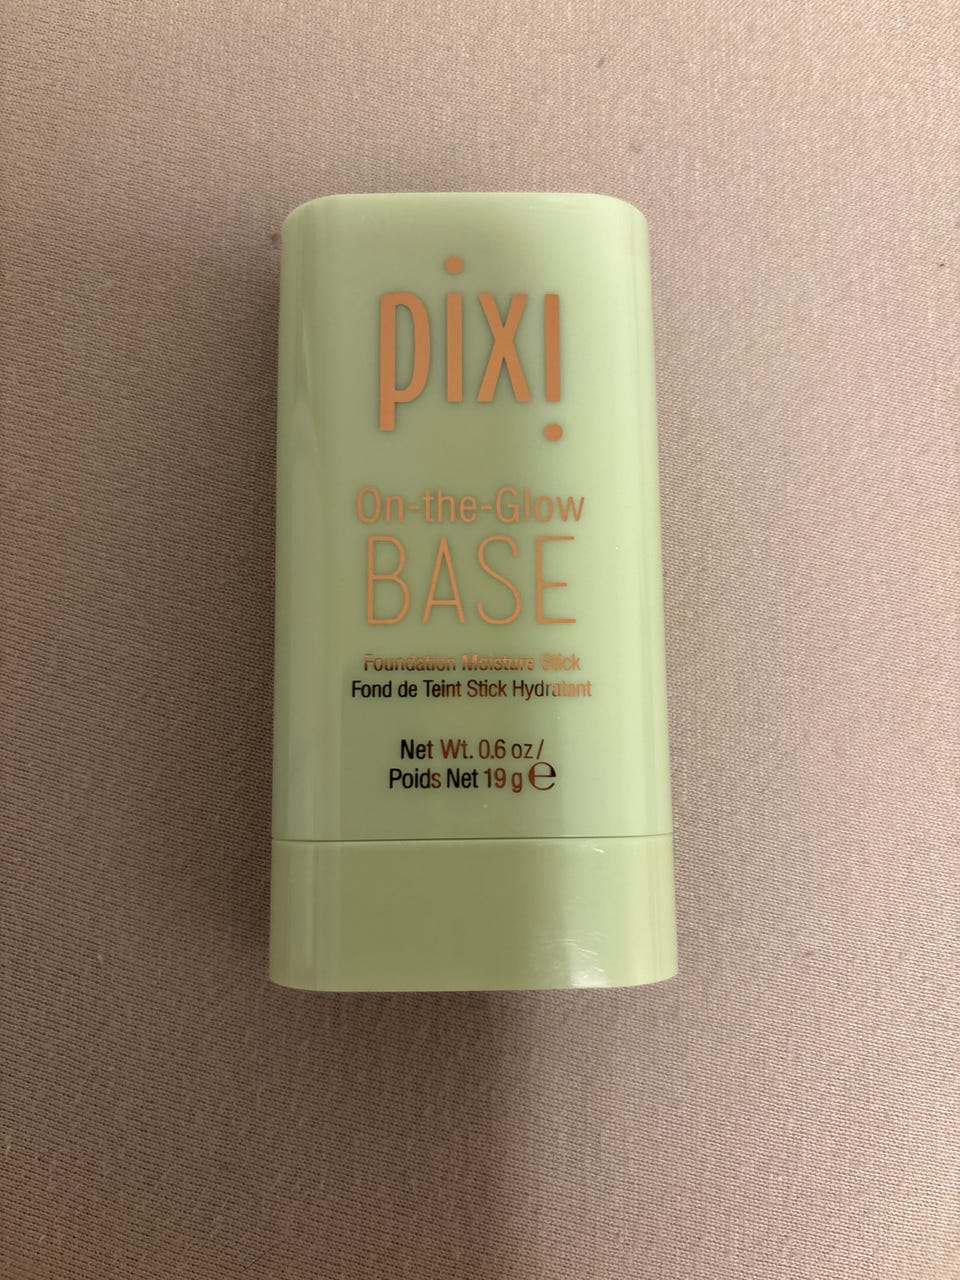 pixi
On-the-Glow
BASE
Foundation Moisture Stick
Fond de Teint Stick Hydratant
Net Wt. 0.6 oz /
Poids Net 19 g ℮